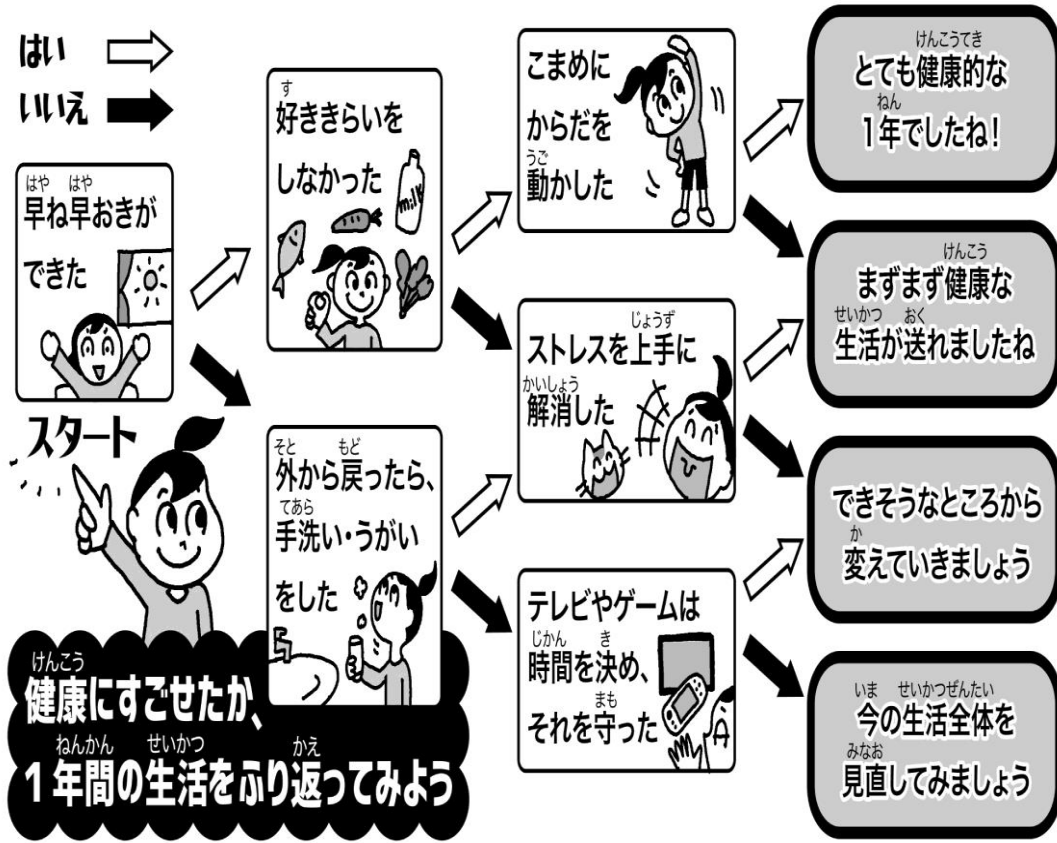 はい
いいえ
早ね早おきが
できた
スタート
好ききらいを
しなかった
milk
外から戻ったら、
手洗い・うがい
をした
こまめに
からだを
動かした
ストレスを上手に
解消した
テレビやゲームは
時間を決め、
それを守った
とても健康的な
1年でしたね!
まずまず健康な
生活が送れましたね
できそうなところから
変えていきましょう
今の生活全体を
見直してみましょう
健康にすごせたか、
1年間の生活をふり返ってみよう